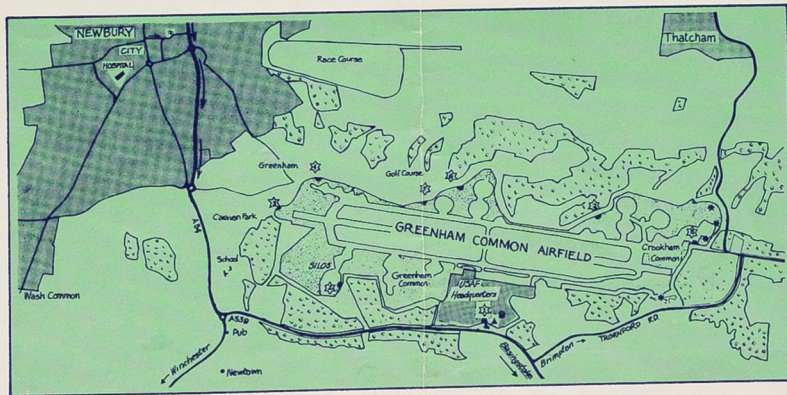 NEWBURY
CITY
HOSPITAL
Race Course
Thatcham
Greenham
Golf Course
Caravan Park
GREENHAM COMMON AIRFIELD
A34
School
SILOS
Greenham
Common
USAF
Headquarters
Crookham
Common
Wash Common
A339
Pub
Winchester
Newtown
Basingstoke
Brimpton
THORNFORD RD